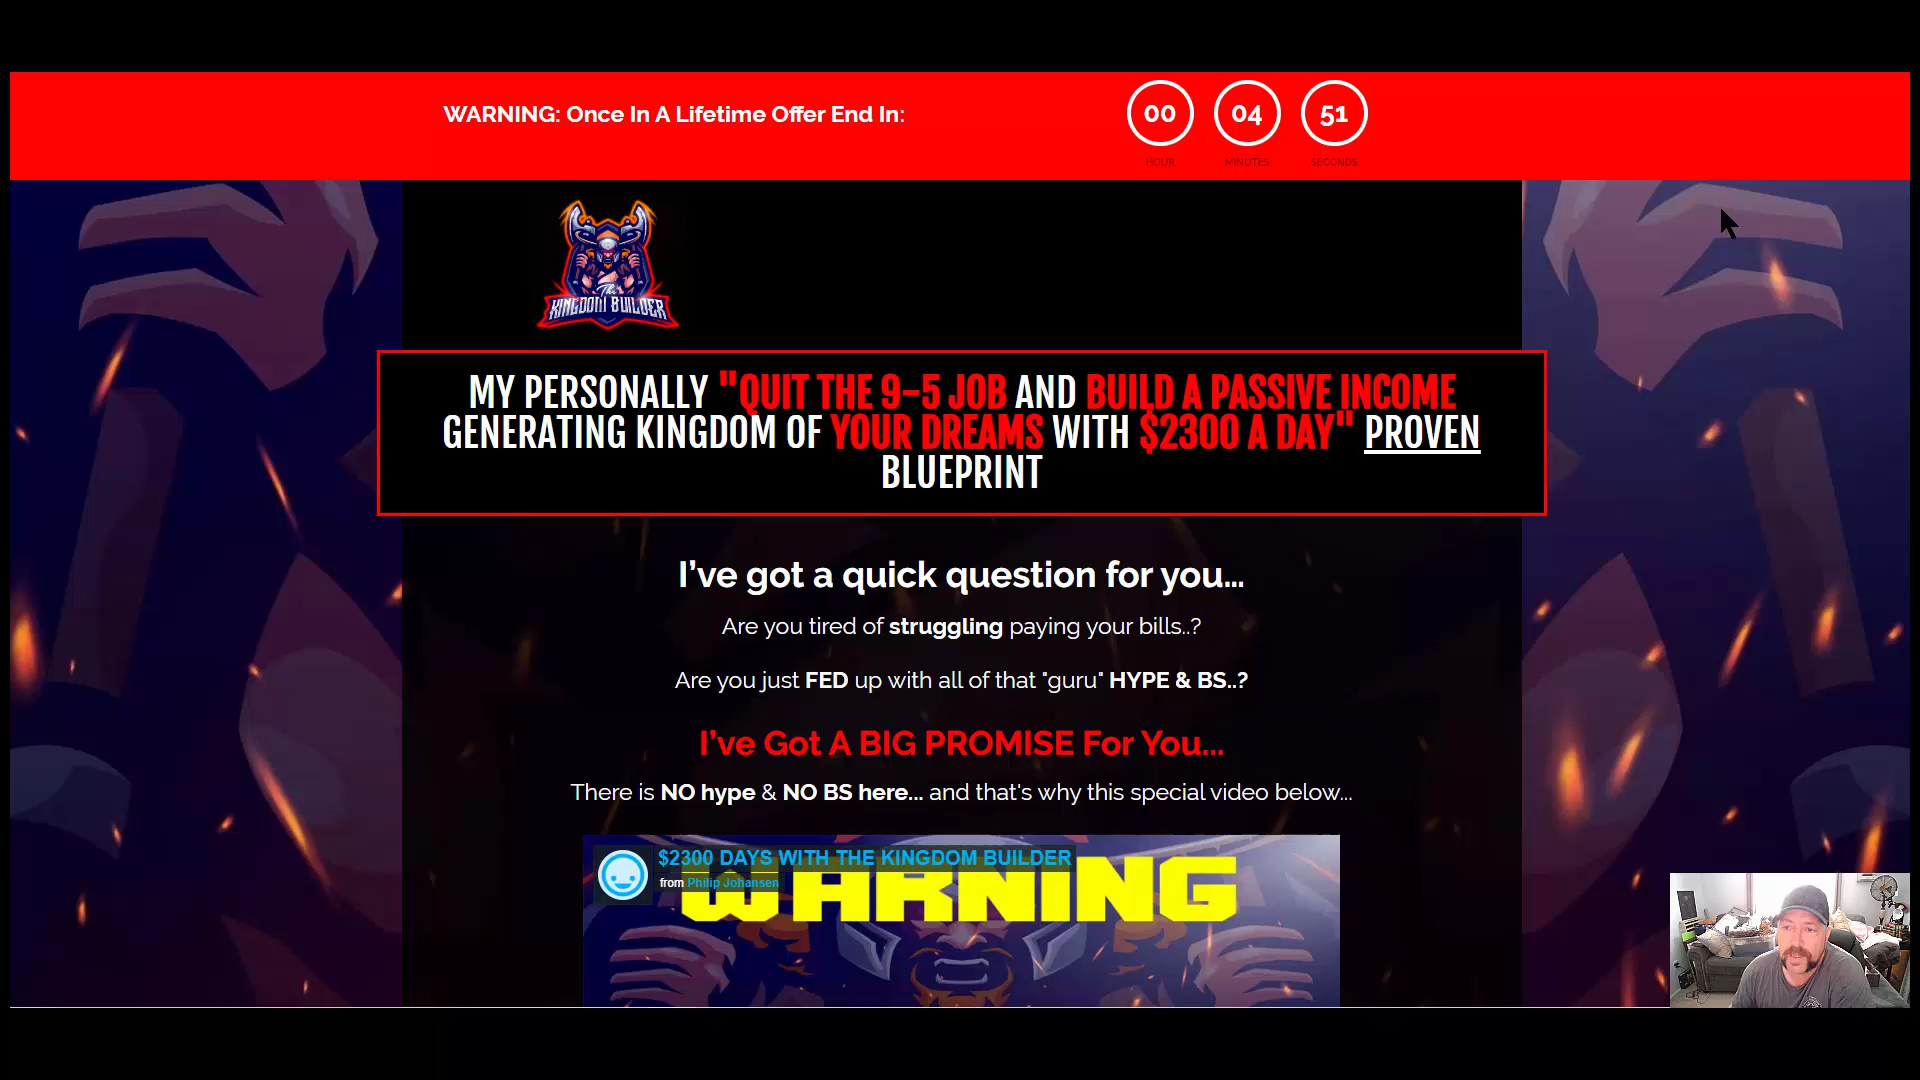 WARNING: Once In A Lifetime Offer End In:
00 04 51
HOUR MINUTES SECONDS
The
KINGDOM BUILDER
MY PERSONALLY "QUIT THE 9-5 JOB AND BUILD A PASSIVE INCOME
GENERATING KINGDOM OF YOUR DREAMS WITH $2300 A DAY" PROVEN
BLUEPRINT
I've got a quick question for you...
Are you tired of struggling paying your bills..?
Are you just FED up with all of that "guru" HYPE & BS..?
I've Got A BIG PROMISE For You...
There is NO hype & NO BS here... and that's why this special video below...
$2300 DAYS WITH THE KINGDOM BUILDER
from Philip Johansen
WARNING